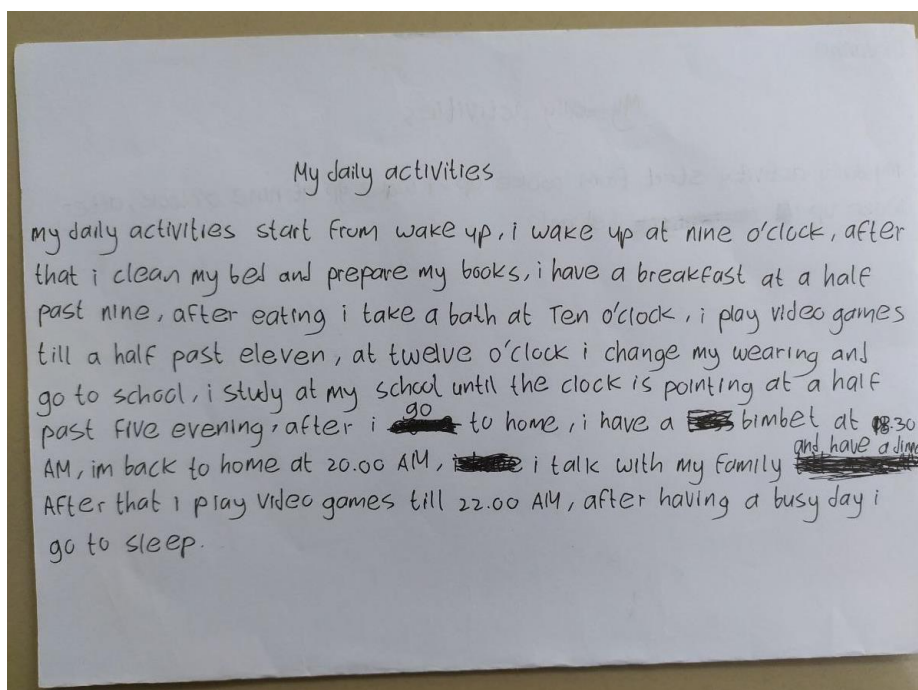 My daily activities
my daily activities start from wake up, i wake up at nine o'clock, after
that i clean my bed and prepare my books, i have a breakfast at a half
past nine, after eating i take a bath at Ten o'clock, i play video games
till a half past eleven, at twelve o'clock i change my wearing and
go to school, i study at my school until the clock is pointing at a half
past five evening, after i go to home, i have a bimbet at 18.30
AM, im back to home at 20.00 AM, i talk with my family and have a
After that i play video games till 22.00 AM, after having a busy day i
go to sleep.